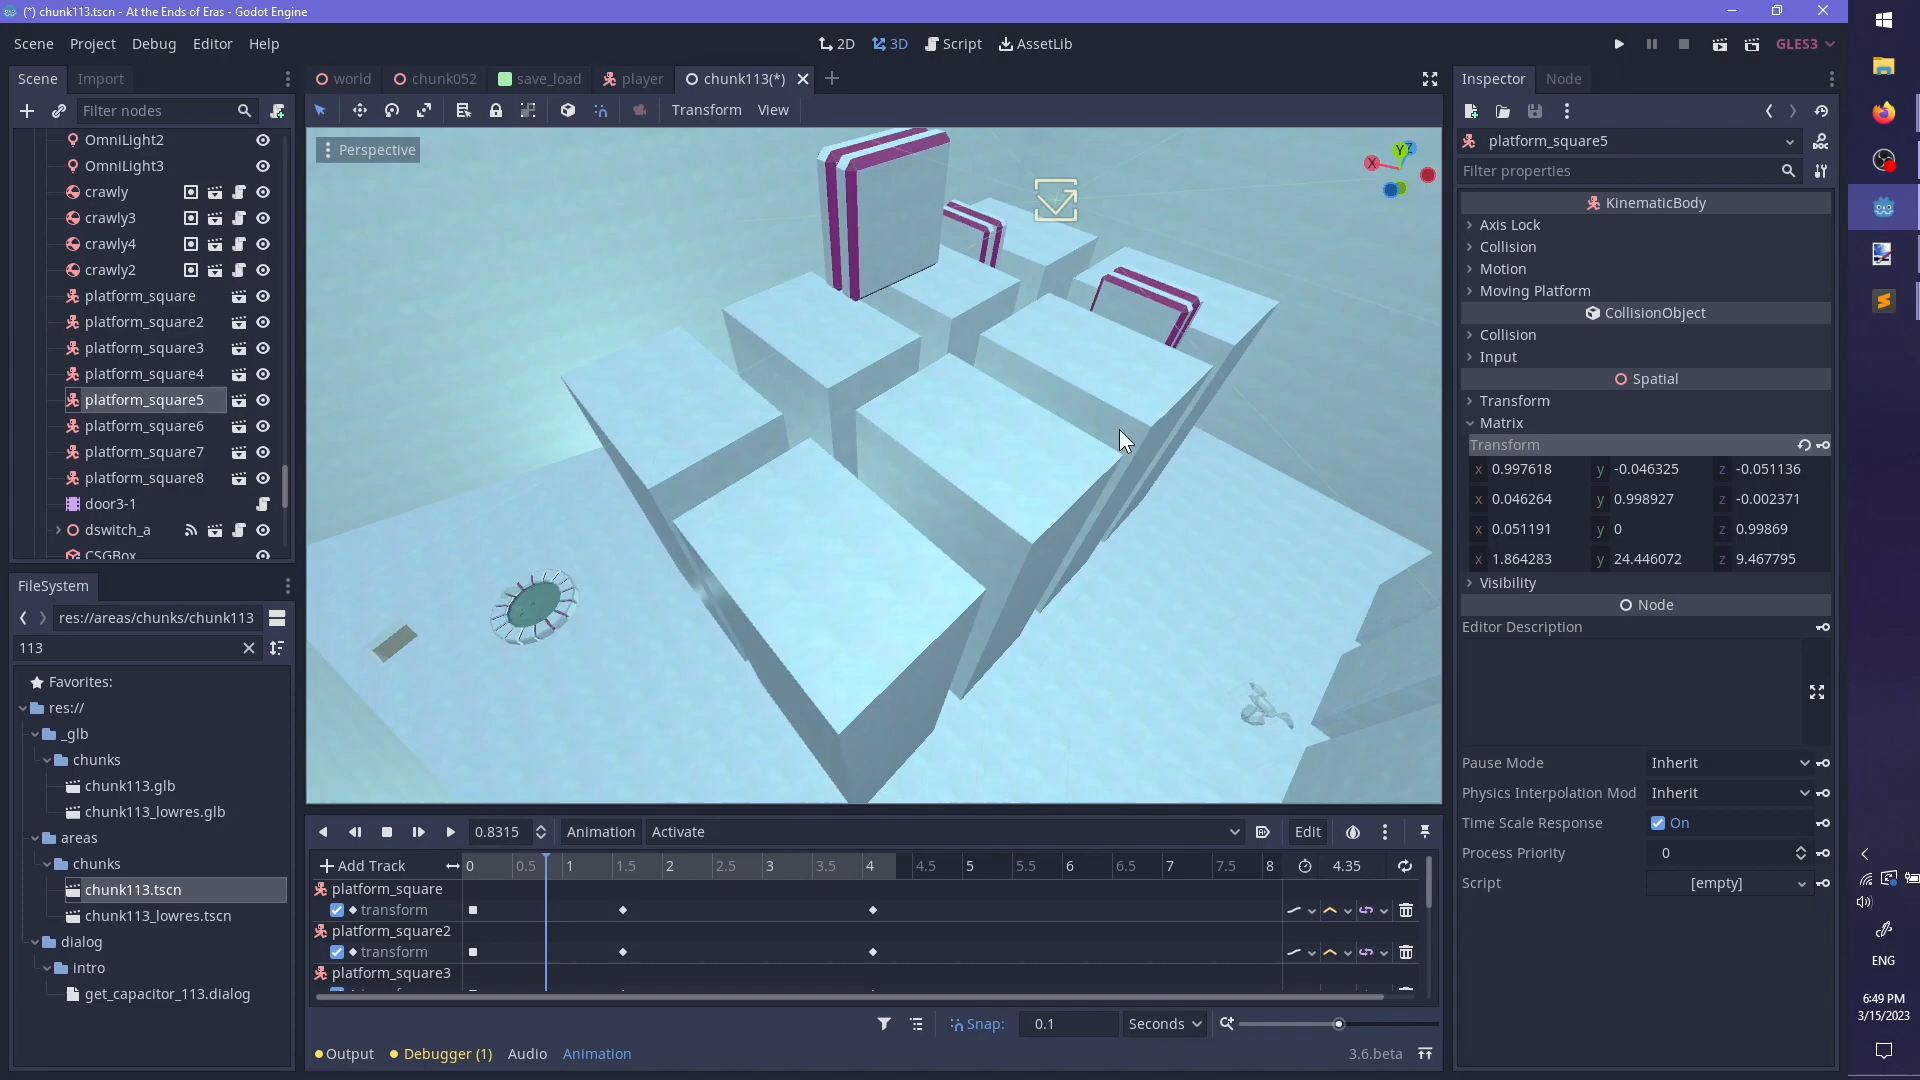 (*) chunk113.tscn - At the Ends of Eras - Godot Engine
Scene Project Debug Editor Help
2D 3D Script AssetLib
GLES3
Scene Import
world chunk052 save_load player chunk113(*)
Inspector Node
Filter nodes
Transform View
Perspective
X Y Z
OmniLight2
OmniLight3
crawly
crawly3
crawly4
crawly2
platform_square
platform_square2
platform_square3
platform_square4
platform_square5
platform_square6
platform_square7
platform_square8
door3-1
dswitch_a
CSGBox
FileSystem
res://areas/chunks/chunk113
113
Favorites:
res://
_glb
chunks
chunk113.glb
chunk113_lowres.glb
areas
chunks
chunk113.tscn
chunk113_lowres.tscn
dialog
intro
get_capacitor_113.dialog
0.8315 Animation Activate Edit
Add Track 0 0.5 1 1.5 2 2.5 3 3.5 4 4.5 5 5.5 6 6.5 7 7.5 8 4.35
platform_square
transform
platform_square2
transform
platform_square3
Snap: 0.1 Seconds
Output Debugger (1) Audio Animation 3.6.beta
platform_square5
Filter properties
KinematicBody
Axis Lock
Collision
Motion
Moving Platform
CollisionObject
Collision
Input
Spatial
Transform
Matrix
Transform
x 0.997618 y -0.046325 z -0.051136
x 0.046264 y 0.998927 z -0.002371
x 0.051191 y 0 z 0.99869
x 1.864283 y 24.446072 z 9.467795
Visibility
Node
Editor Description
Pause Mode Inherit
Physics Interpolation Mod Inherit
Time Scale Response On
Process Priority 0
Script [empty]
ENG
6:49 PM
3/15/2023